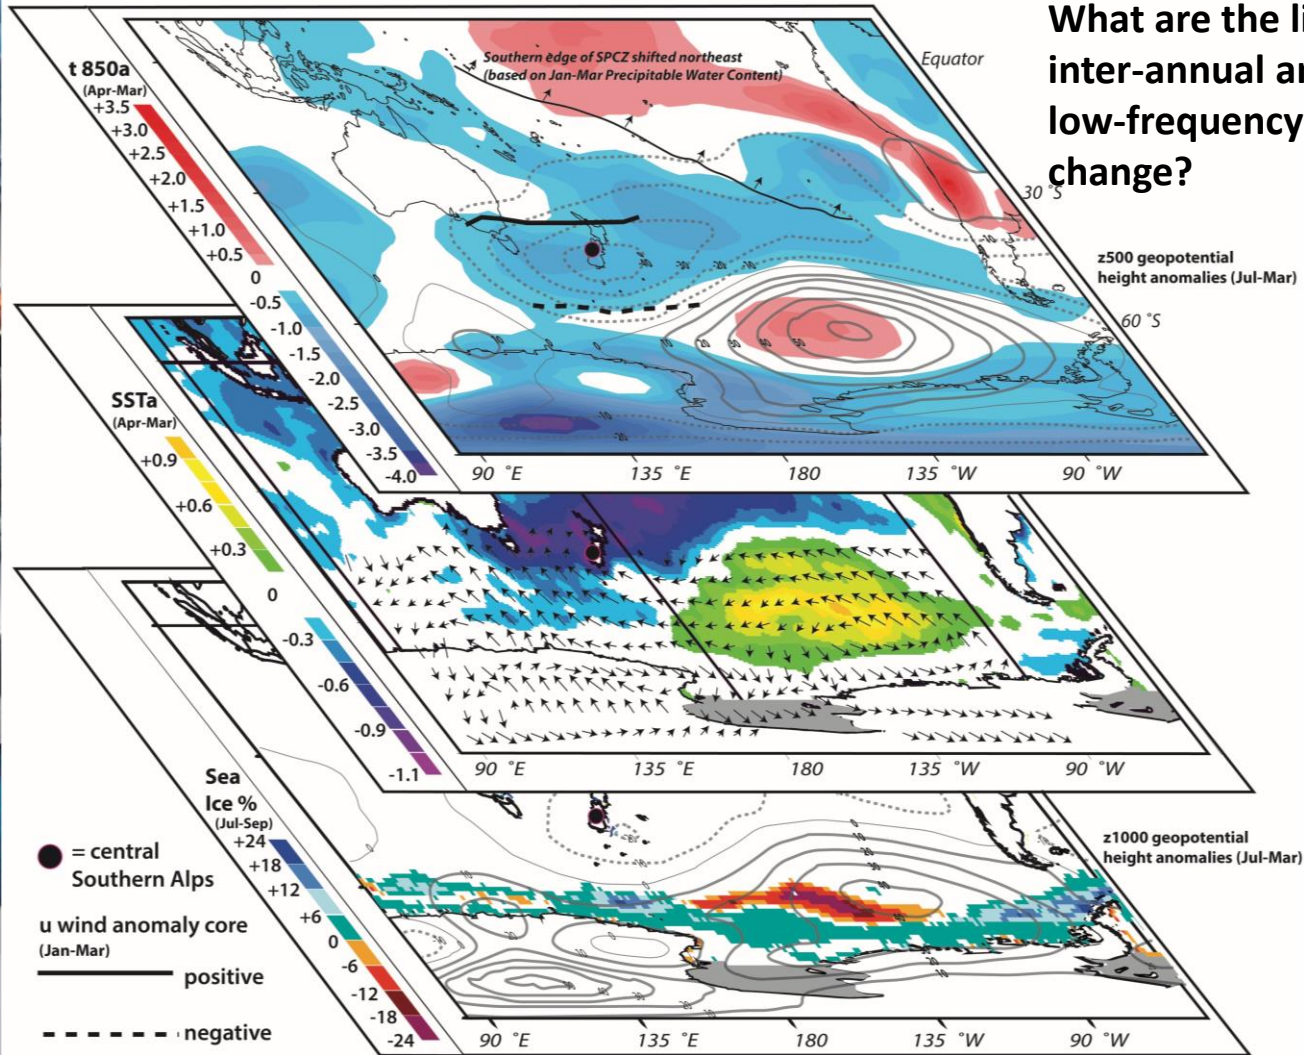 What are the
inter-annual
low-frequency
change?
t 850a
(Apr-Mar)
+3.5
+3.0
+2.5
+2.0
+1.5
+1.0
+0.5
0
-0.5
-1.0
-1.5
-2.0
-2.5
-3.0
-3.5
-4.0
Southern edge of SPCZ shifted northeast
(based on Jan-Mar Precipitable Water Content)
Equator
30 °S
60 °S
z500 geopotential
height anomalies (Jul-Mar)
90 °E
135 °E
180
135 °W
90 °W
SSTa
(Apr-Mar)
+0.9
+0.6
+0.3
0
-0.3
-0.6
-0.9
-1.1
90 °E
135 °E
180
135 °W
90 °W
Sea
Ice %
(Jul-Sep)
+24
+18
+12
+6
0
-6
-12
-18
-24
z1000 geopotential
height anomalies (Jul-Mar)
90 °E
135 °E
180
135 °W
90 °W
= central
Southern Alps
u wind anomaly core
(Jan-Mar)
positive
negative